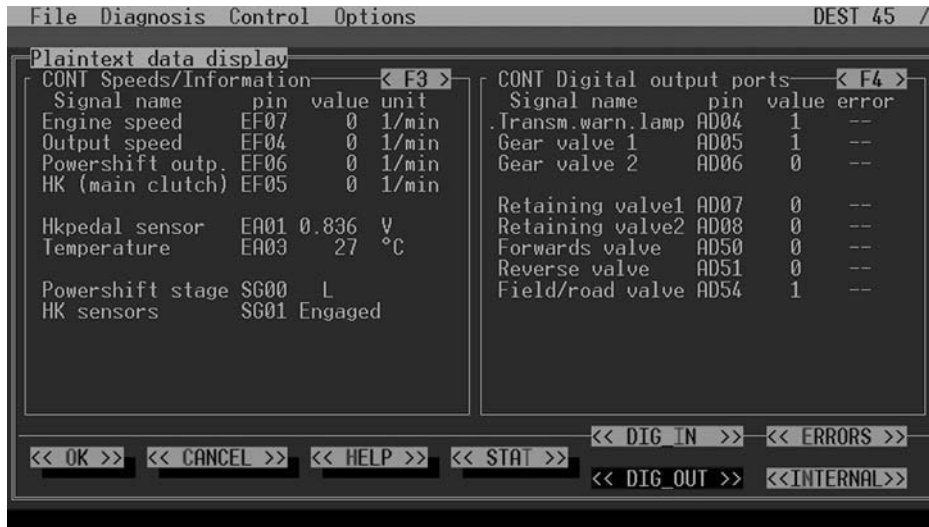 File Diagnosis Control Options DEST 45 /
Plaintext data display
CONT Speeds/Information < F3 >
Signal name pin value unit
Engine speed EF07 0 1/min
Output speed EF04 0 1/min
Powershift outp. EF06 0 1/min
HK (main clutch) EF05 0 1/min
Hkpedal sensor EA01 0.836 V
Temperature EA03 27 °C
Powershift stage SG00 L
HK sensors SG01 Engaged
CONT Digital output ports < F4 >
Signal name pin value error
.Transm.warn.lamp AD04 1 --
Gear valve 1 AD05 1 --
Gear valve 2 AD06 0 --
Retaining valve1 AD07 0 --
Retaining valve2 AD08 0 --
Forwards valve AD50 0 --
Reverse valve AD51 0 --
Field/road valve AD54 1 --
<< DIG_IN >> << ERRORS >>
<< OK >> << CANCEL >> << HELP >> << STAT >>
<< DIG_OUT >> <<INTERNAL>>